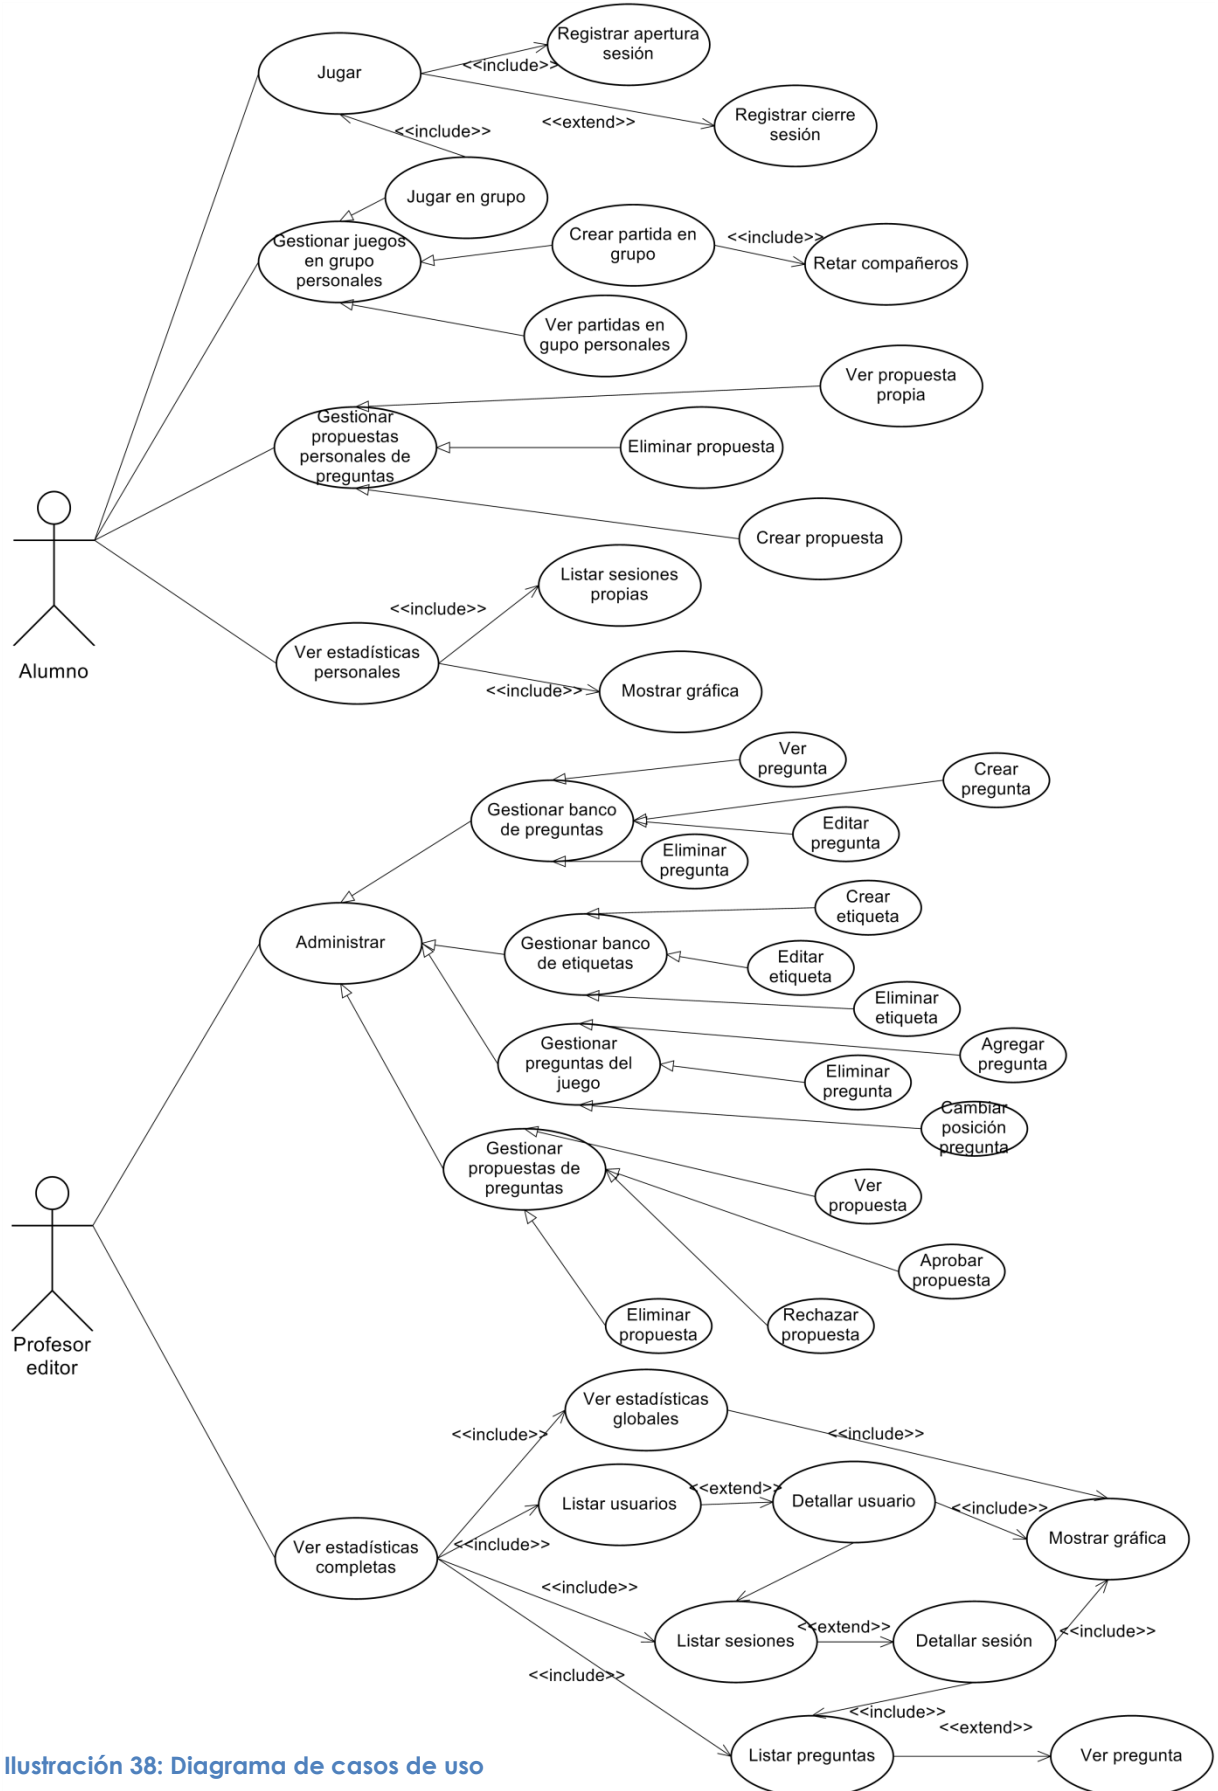 Registrar apertura
sesión
<<include>>
Jugar
Registrar cierre
sesión
<<extend>>
<<include>>
Jugar en grupo
Gestionar juegos
en grupo
personales
Crear partida en
grupo
<<include>>
Retar compañeros
Ver partidas en
gupo personales
Ver propuesta
propia
Gestionar
propuestas
personales de
preguntas
Eliminar propuesta
Crear propuesta
Listar sesiones
propias
<<include>>
Ver estadísticas
personales
<<include>>
Mostrar gráfica
Alumno
Ver
pregunta
Crear
pregunta
Gestionar banco
de preguntas
Editar
pregunta
Eliminar
pregunta
Crear
etiqueta
Administrar
Gestionar banco
de etiquetas
Editar
etiqueta
Eliminar
etiqueta
Gestionar
preguntas del
juego
Agregar
pregunta
Eliminar
pregunta
Cambiar
posición
pregunta
Gestionar
propuestas de
preguntas
Ver
propuesta
Aprobar
propuesta
Eliminar
propuesta
Rechazar
propuesta
Profesor
editor
Ver estadísticas
globales
<<include>>
<<include>>
Listar usuarios
<<extend>>
Detallar usuario
<<include>>
Mostrar gráfica
Ver estadísticas
completas
<<include>>
<<include>>
Listar sesiones
<<extend>>
Detallar sesión
<<include>>
<<include>>
<<include>>
<<extend>>
Listar preguntas
Ver pregunta
Ilustración 38: Diagrama de casos de uso